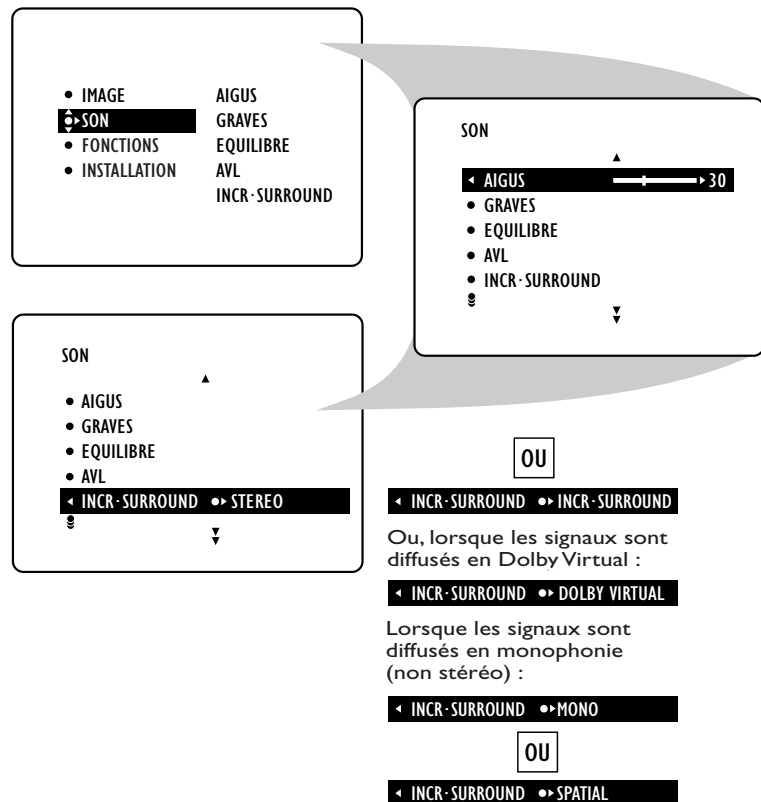 IMAGE AIGUS
SON GRAVES
FONCTIONS EQUILIBRE
INSTALLATION AVL
INCR·SURROUND
SON
AIGUS 30
GRAVES
EQUILIBRE
AVL
INCR·SURROUND
SON
AIGUS
GRAVES
EQUILIBRE
AVL
INCR·SURROUND STEREO
OU
INCR·SURROUND INCR·SURROUND
Ou, lorsque les signaux sont
diffusés en Dolby Virtual :
INCR·SURROUND DOLBY VIRTUAL
Lorsque les signaux sont
diffusés en monophonie
(non stéréo) :
INCR·SURROUND MONO
OU
INCR·SURROUND SPATIAL